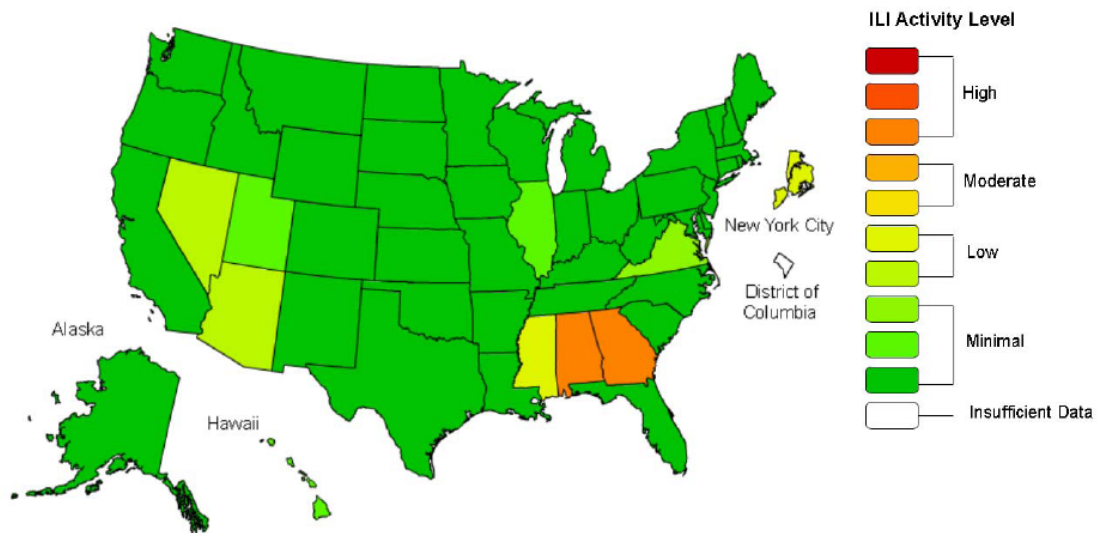 ILI Activity Level
High
Moderate
New York City
Low
District of
Columbia
Alaska
Minimal
Hawaii
Insufficient Data